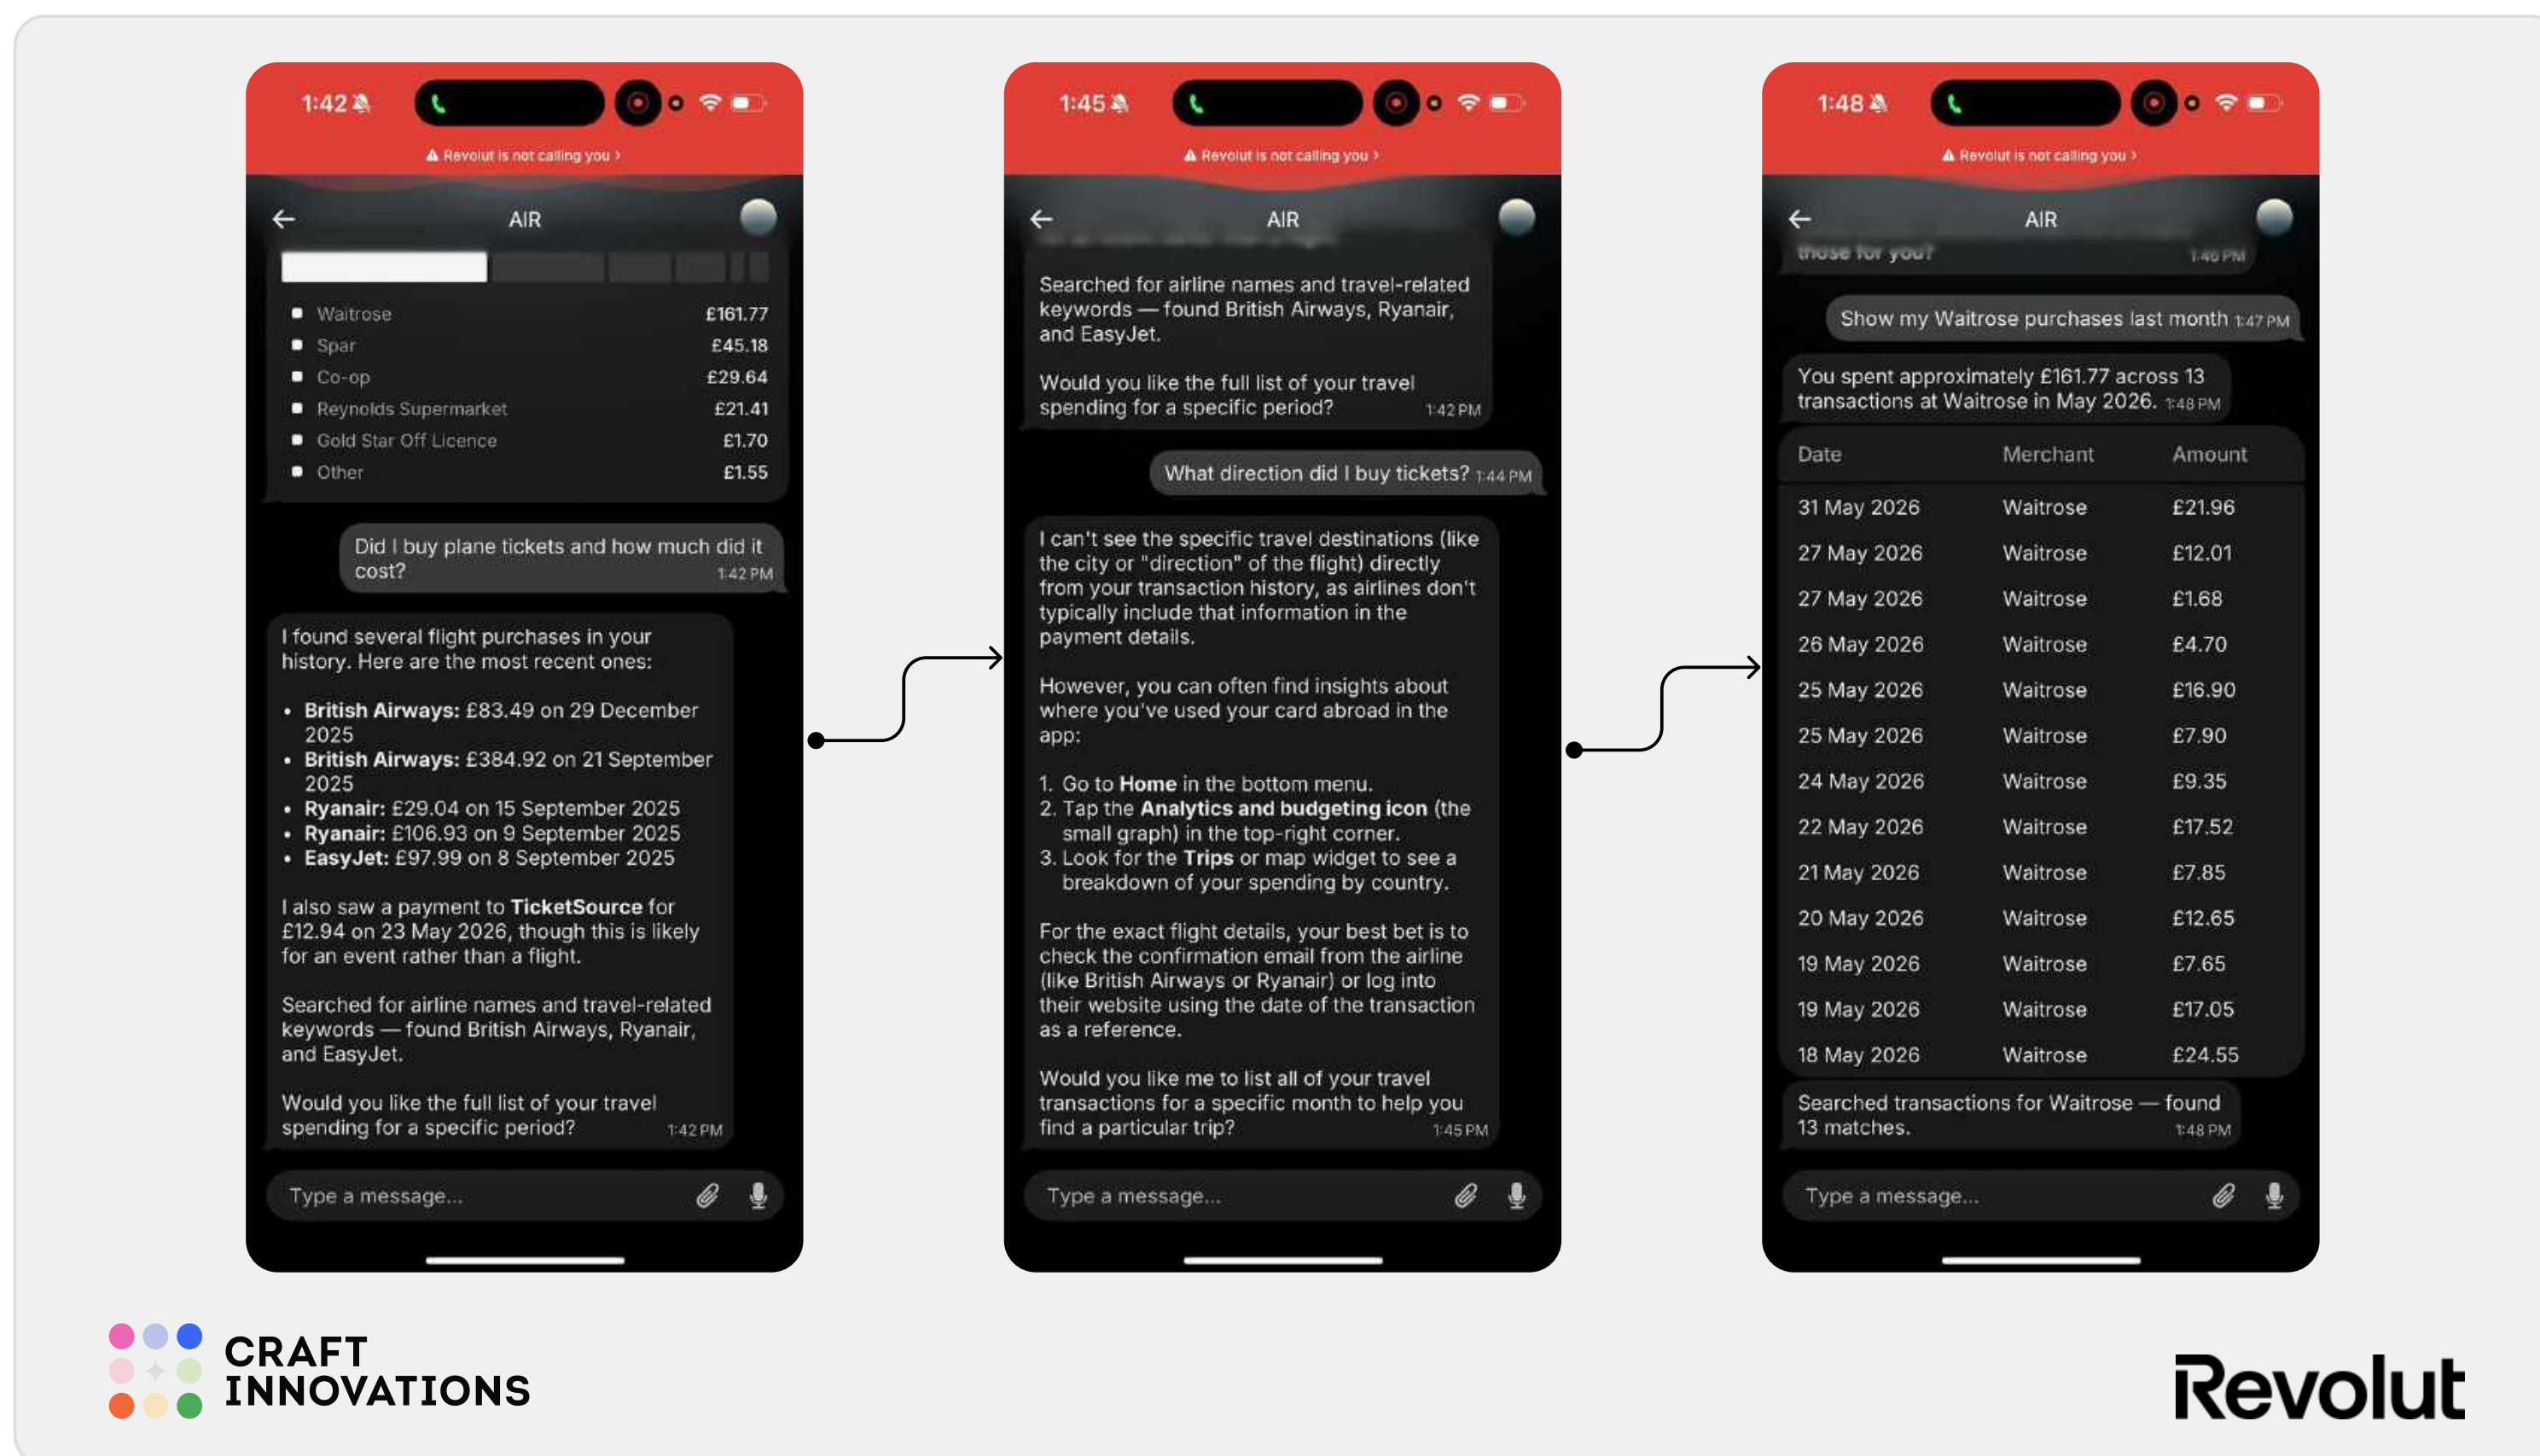 1:42
Revolut is not calling you
AIR
Waitrose £161.77
Spar £45.18
Co-op £29.64
Reynolds Supermarket £21.41
Gold Star Off Licence £1.70
Other £1.55
Did I buy plane tickets and how much did it
cost? 1:42 PM
I found several flight purchases in your
history. Here are the most recent ones:
• British Airways: £83.49 on 29 December
2025
• British Airways: £384.92 on 21 September
2025
• Ryanair: £29.04 on 15 September 2025
• Ryanair: £106.93 on 9 September 2025
• EasyJet: £97.99 on 8 September 2025
I also saw a payment to TicketSource for
£12.94 on 23 May 2026, though this is likely
for an event rather than a flight.
Searched for airline names and travel-related
keywords — found British Airways, Ryanair,
and EasyJet.
Would you like the full list of your travel
spending for a specific period? 1:42 PM
Type a message...
1:45
Revolut is not calling you
AIR
Searched for airline names and travel-related
keywords — found British Airways, Ryanair,
and EasyJet.
Would you like the full list of your travel
spending for a specific period? 1:42 PM
What direction did I buy tickets? 1:44 PM
I can't see the specific travel destinations (like
the city or "direction" of the flight) directly
from your transaction history, as airlines don't
typically include that information in the
payment details.
However, you can often find insights about
where you've used your card abroad in the
app:
1. Go to Home in the bottom menu.
2. Tap the Analytics and budgeting icon (the
small graph) in the top-right corner.
3. Look for the Trips or map widget to see a
breakdown of your spending by country.
For the exact flight details, your best bet is to
check the confirmation email from the airline
(like British Airways or Ryanair) or log into
their website using the date of the transaction
as a reference.
Would you like me to list all of your travel
transactions for a specific month to help you
find a particular trip? 1:45 PM
Type a message...
1:48
Revolut is not calling you
AIR
those for you? 1:46 PM
Show my Waitrose purchases last month 1:47 PM
You spent approximately £161.77 across 13
transactions at Waitrose in May 2026. 1:48 PM
Date Merchant Amount
31 May 2026 Waitrose £21.96
27 May 2026 Waitrose £12.01
27 May 2026 Waitrose £1.68
26 May 2026 Waitrose £4.70
25 May 2026 Waitrose £16.90
25 May 2026 Waitrose £7.90
24 May 2026 Waitrose £9.35
22 May 2026 Waitrose £17.52
21 May 2026 Waitrose £7.85
20 May 2026 Waitrose £12.65
19 May 2026 Waitrose £7.65
19 May 2026 Waitrose £17.05
18 May 2026 Waitrose £24.55
Searched transactions for Waitrose — found
13 matches. 1:48 PM
Type a message...
CRAFT
INNOVATIONS
Revolut